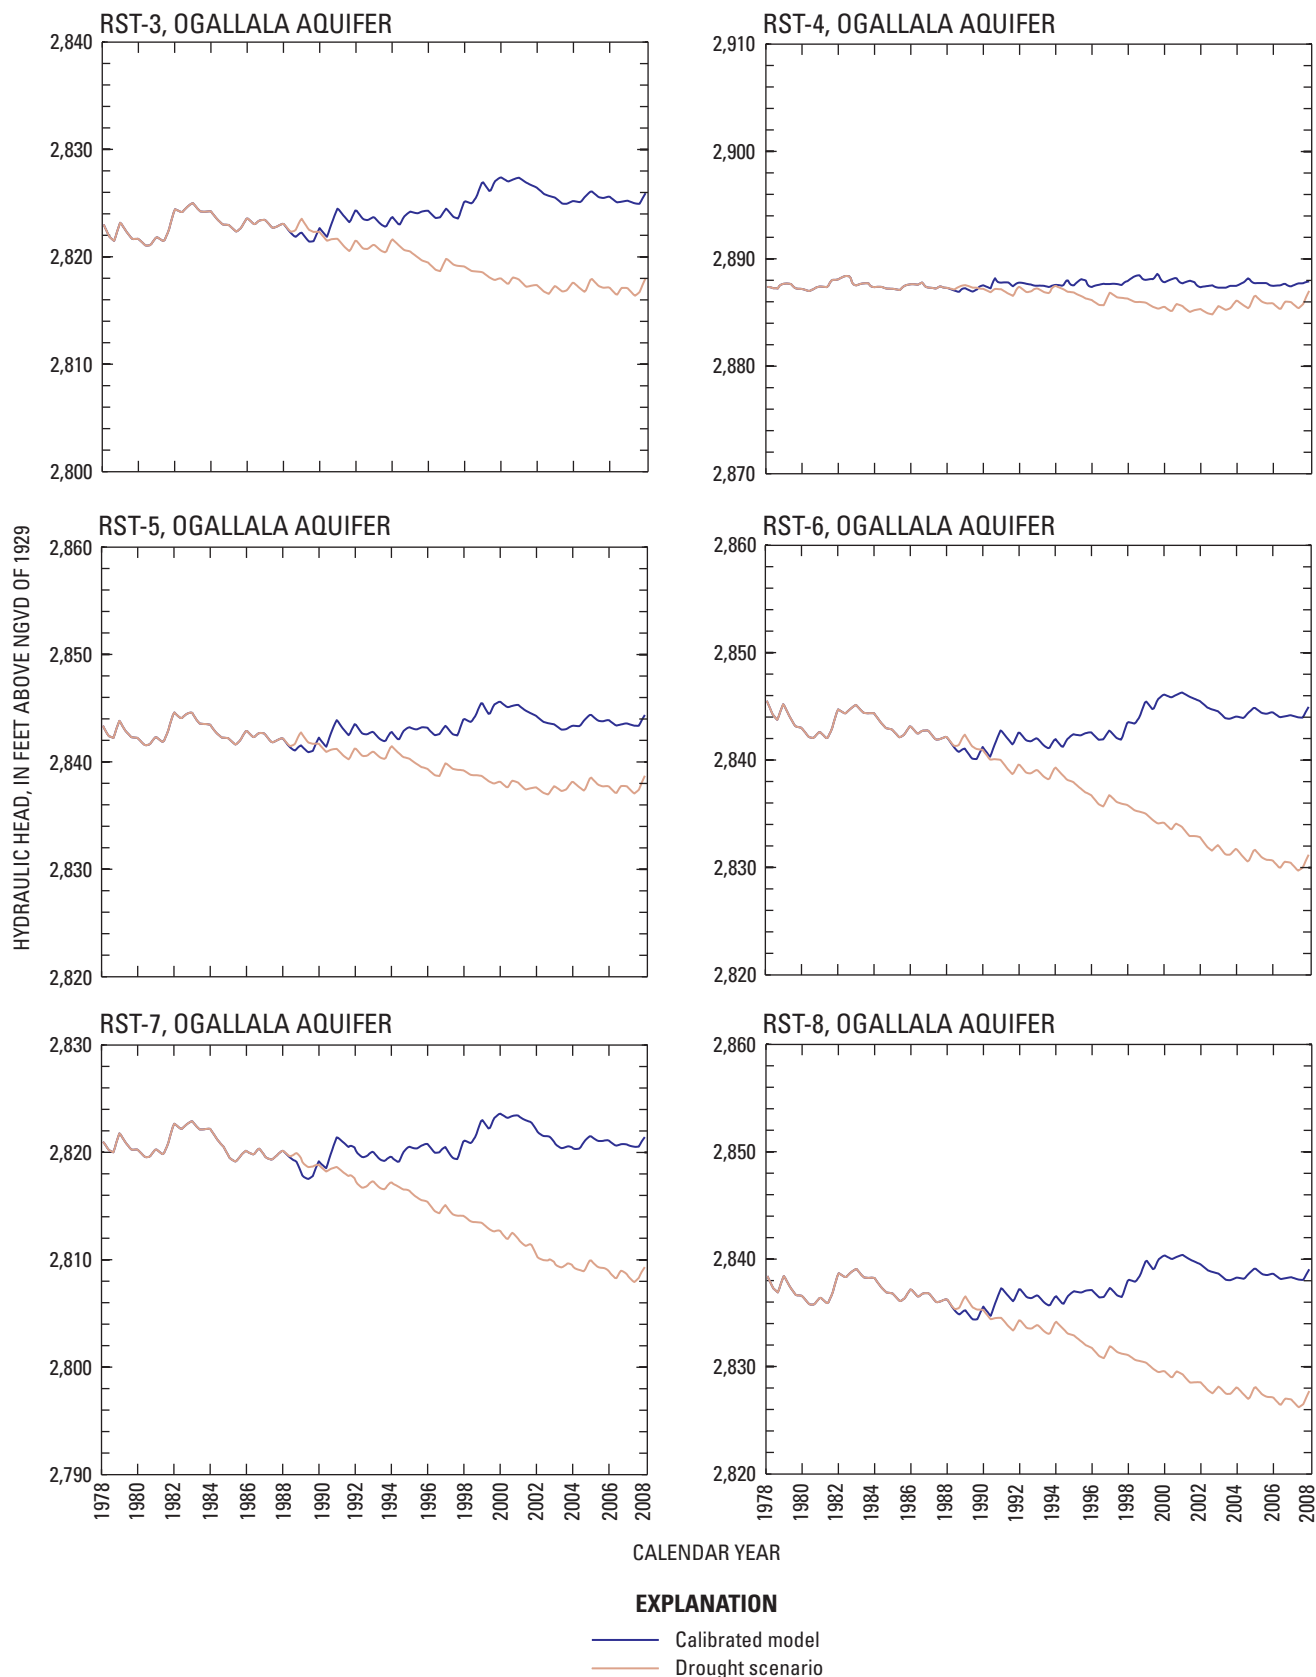 RST-3, OGALLALA AQUIFER
2,840
2,830
2,820
2,810
2,800
RST-4, OGALLALA AQUIFER
2,910
2,900
2,890
2,880
2,870
HYDRAULIC HEAD, IN FEET ABOVE NGVD OF 1929
RST-5, OGALLALA AQUIFER
2,860
2,850
2,840
2,830
2,820
RST-6, OGALLALA AQUIFER
2,860
2,850
2,840
2,830
2,820
RST-7, OGALLALA AQUIFER
2,830
2,820
2,810
2,800
2,790
1978 1980 1982 1984 1986 1988 1990 1992 1994 1996 1998 2000 2002 2004 2006 2008
RST-8, OGALLALA AQUIFER
2,860
2,850
2,840
2,830
2,820
1978 1980 1982 1984 1986 1988 1990 1992 1994 1996 1998 2000 2002 2004 2006 2008
CALENDAR YEAR
EXPLANATION
Calibrated model
Drought scenario